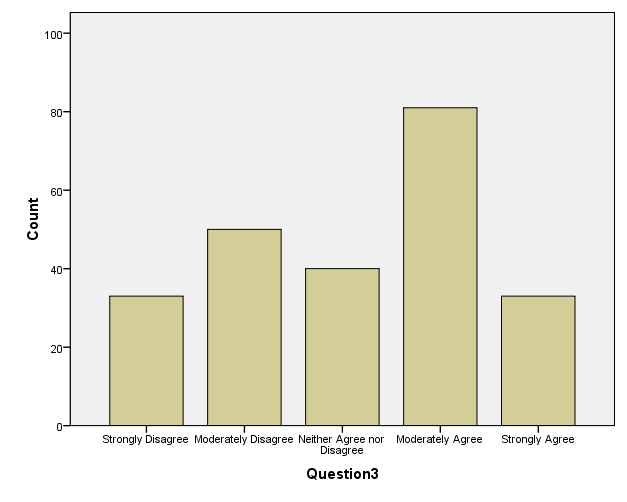 100
80
60
40
20
0
Count
Strongly Disagree
Moderately Disagree
Neither Agree nor
Disagree
Moderately Agree
Strongly Agree
Question3